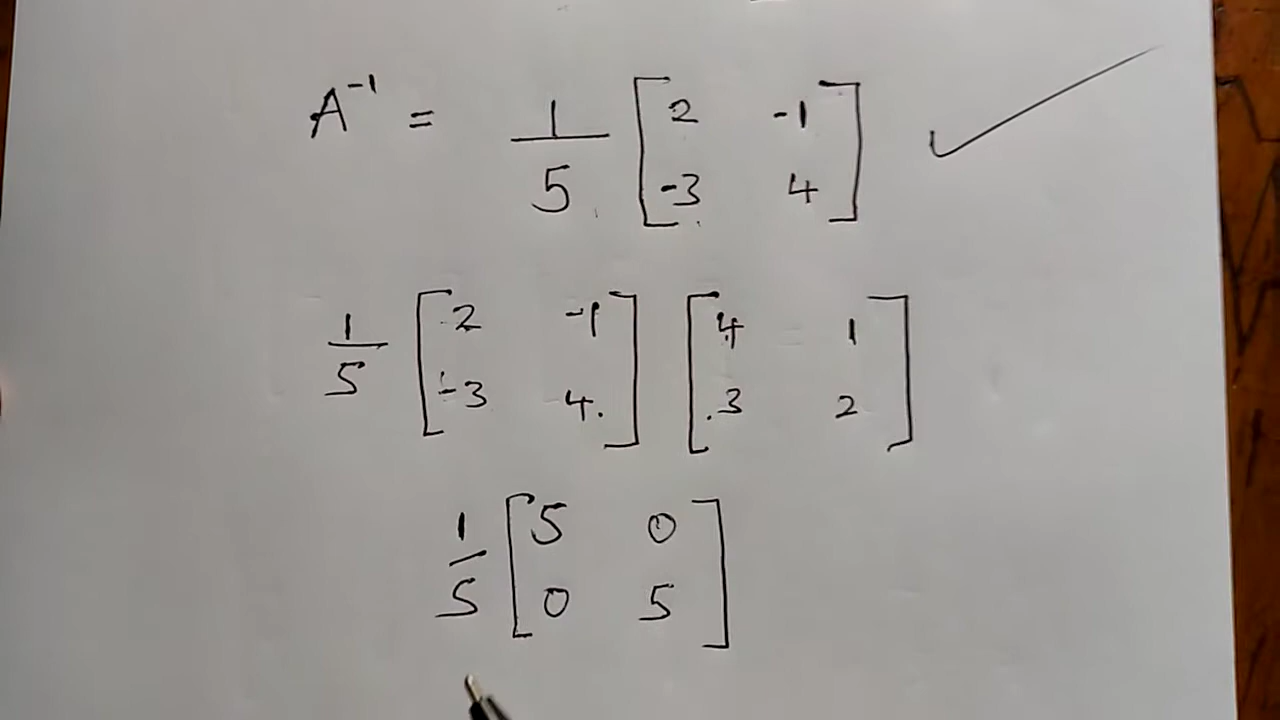 A⁻¹ = 1/5 [2 -1; -3 4] ✓
1/5 [2 -1; -3 4] [4 1; 3 2]
1/5 [5 0; 0 5]